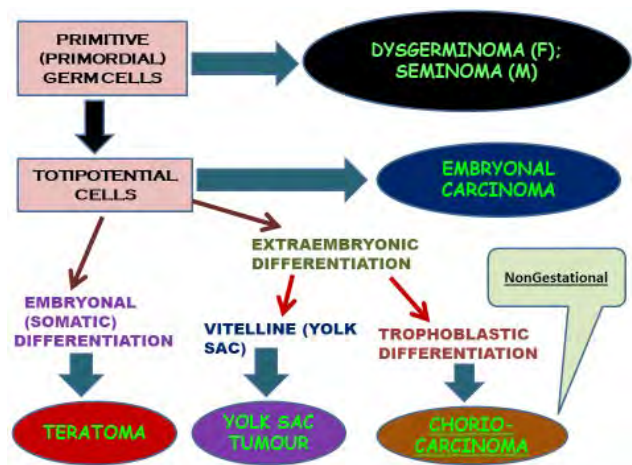 PRIMITIVE
(PRIMORDIAL)
GERM CELLS
DYSGERMINOMA (F);
SEMINOMA (M)
TOTIPOTENTIAL
CELLS
EMBRYONAL
CARCINOMA
EXTRAEMBRYONIC
DIFFERENTIATION
NonGestational
EMBRYONAL
(SOMATIC)
DIFFERENTIATION
VITELLINE (YOLK
SAC)
TROPHOBLASTIC
DIFFERENTIATION
TERATOMA
YOLK SAC
TUMOUR
CHORIO-
CARCINOMA